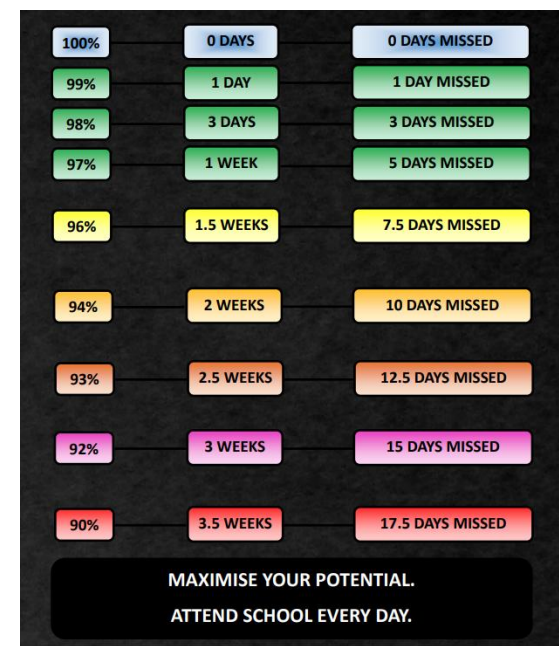 100% 0 DAYS 0 DAYS MISSED
99% 1 DAY 1 DAY MISSED
98% 3 DAYS 3 DAYS MISSED
97% 1 WEEK 5 DAYS MISSED
96% 1.5 WEEKS 7.5 DAYS MISSED
94% 2 WEEKS 10 DAYS MISSED
93% 2.5 WEEKS 12.5 DAYS MISSED
92% 3 WEEKS 15 DAYS MISSED
90% 3.5 WEEKS 17.5 DAYS MISSED
MAXIMISE YOUR POTENTIAL.
ATTEND SCHOOL EVERY DAY.